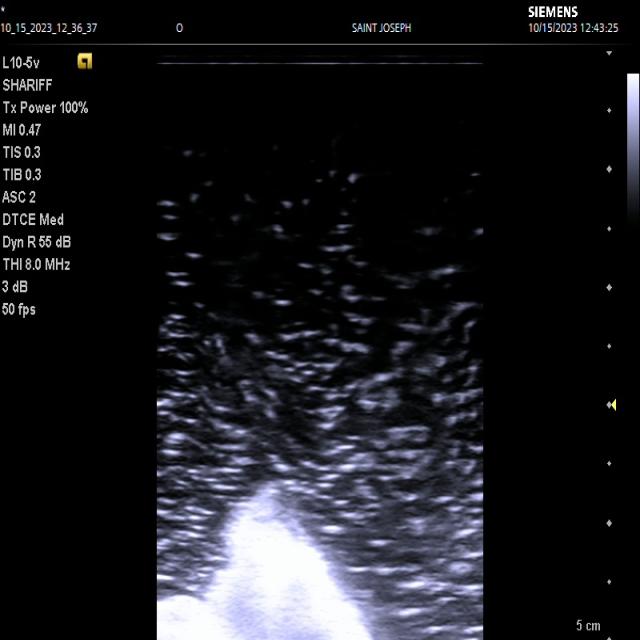 *
SIEMENS
10_15_2023_12_36_37 O SAINT JOSEPH 10/15/2023 12:43:25
L10-5v
SHARIFF
Tx Power 100%
MI 0.47
TIS 0.3
TIB 0.3
ASC 2
DTCE Med
Dyn R 55 dB
THI 8.0 MHz
3 dB
50 fps
5 cm